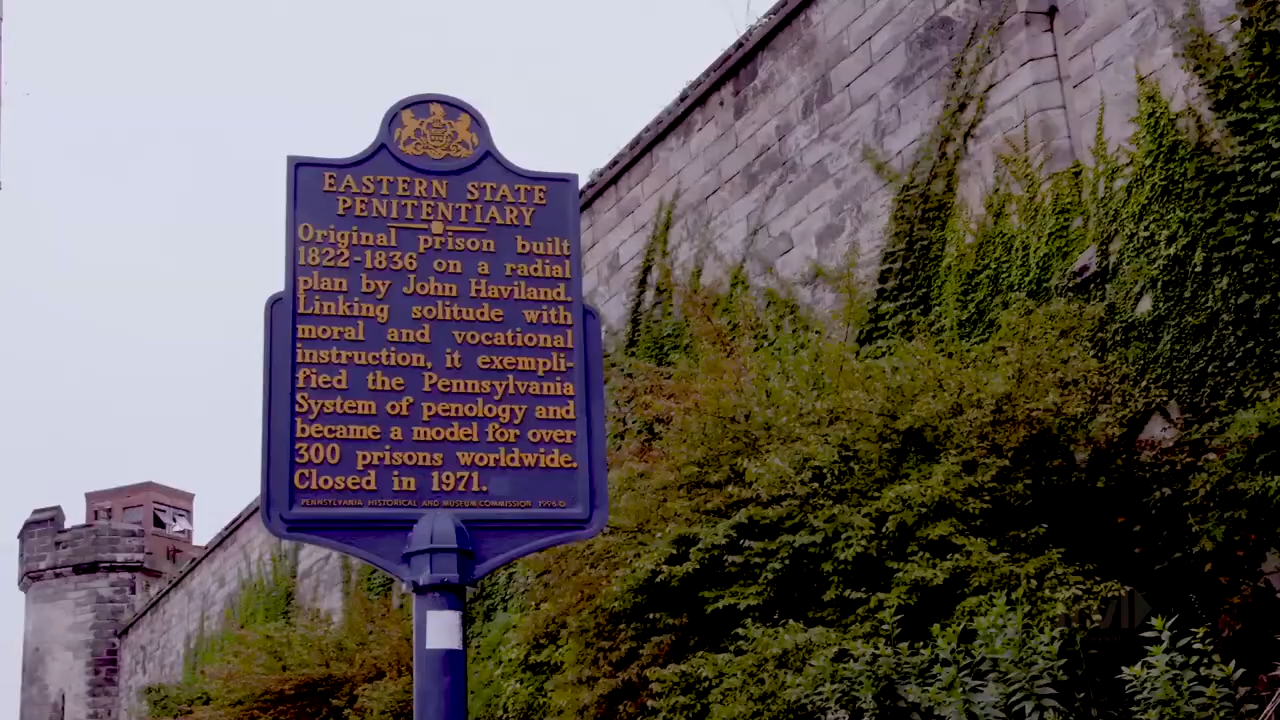 EASTERN STATE
PENITENTIARY
Original prison built
1822-1836 on a radial
plan by John Haviland.
Linking solitude with
moral and vocational
instruction, it exempli-
fied the Pennsylvania
System of penology and
became a model for over
300 prisons worldwide.
Closed in 1971.
PENNSYLVANIA HISTORICAL AND MUSEUM COMMISSION 1996